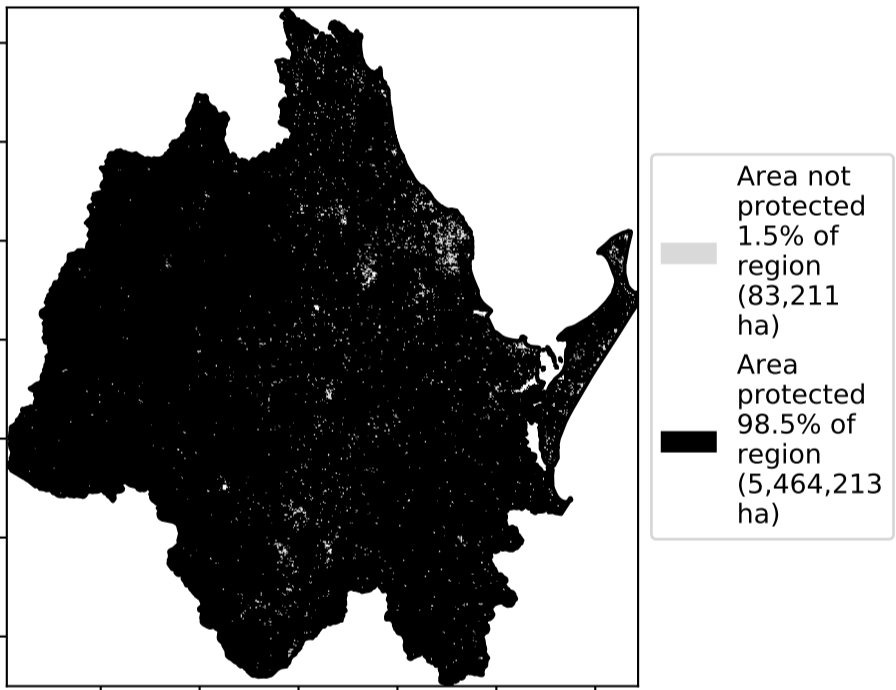 Area not
protected
1.5% of
region
(83,211
ha)
Area
protected
98.5% of
region
(5,464,213
ha)